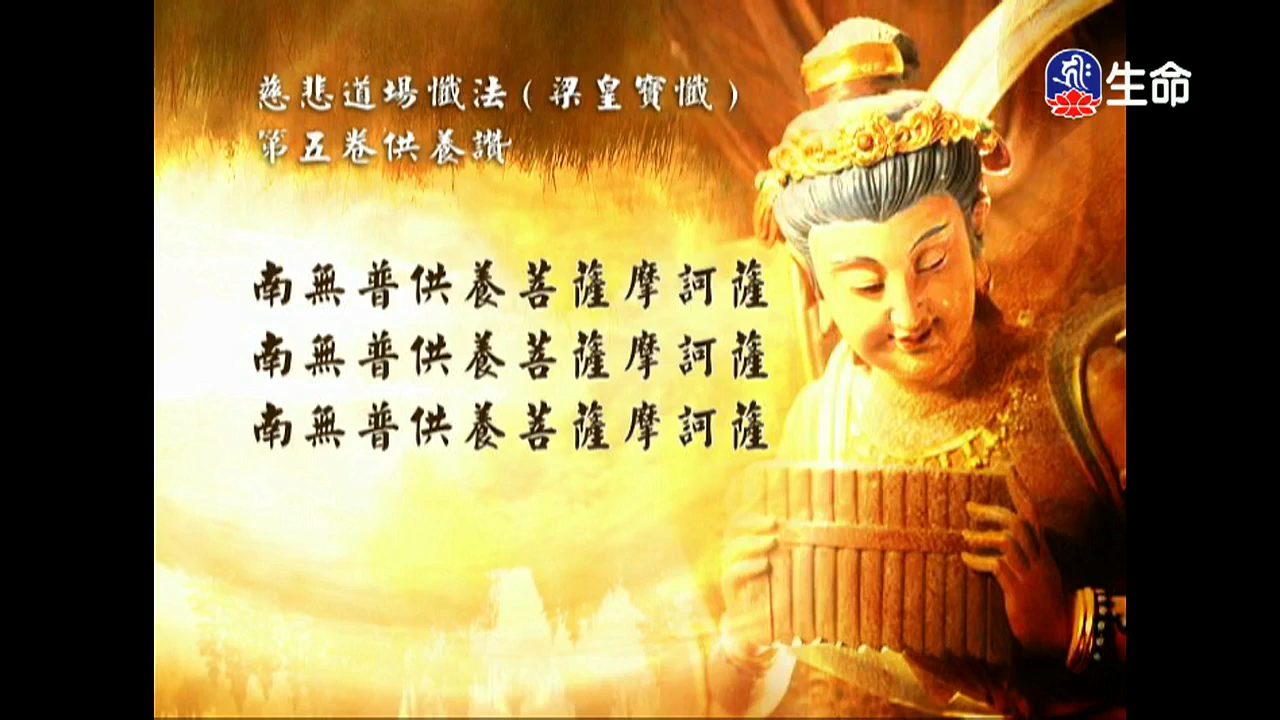 慈悲道場懺法(梁皇寶懺)
第五卷供養讚
生命
南無普供養菩薩摩訶薩
南無普供養菩薩摩訶薩
南無普供養菩薩摩訶薩